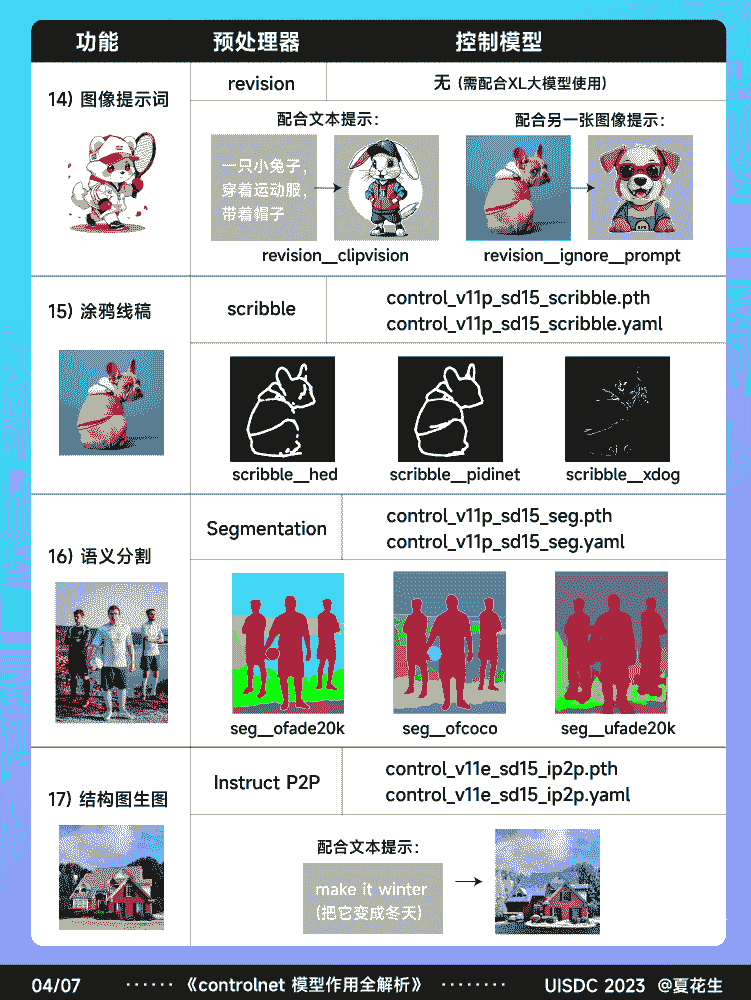 功能 预处理器 控制模型
14) 图像提示词
revision
无 (需配合XL大模型使用)
配合文本提示:
配合另一张图像提示:
一只小兔子,
穿着运动服,
带着帽子
revision__clipvision
revision__ignore__prompt
15) 涂鸦线稿
scribble
control_v11p_sd15_scribble.pth
control_v11p_sd15_scribble.yaml
scribble__hed
scribble__pidinet
scribble__xdog
16) 语义分割
Segmentation
control_v11p_sd15_seg.pth
control_v11p_sd15_seg.yaml
seg__ofade20k
seg__ofcoco
seg__ufade20k
17) 结构图生图
Instruct P2P
control_v11e_sd15_ip2p.pth
control_v11e_sd15_ip2p.yaml
配合文本提示:
make it winter
(把它变成冬天)
04/07 ······ 《controlnet 模型作用全解析》 ········ UISDC 2023 @夏花生